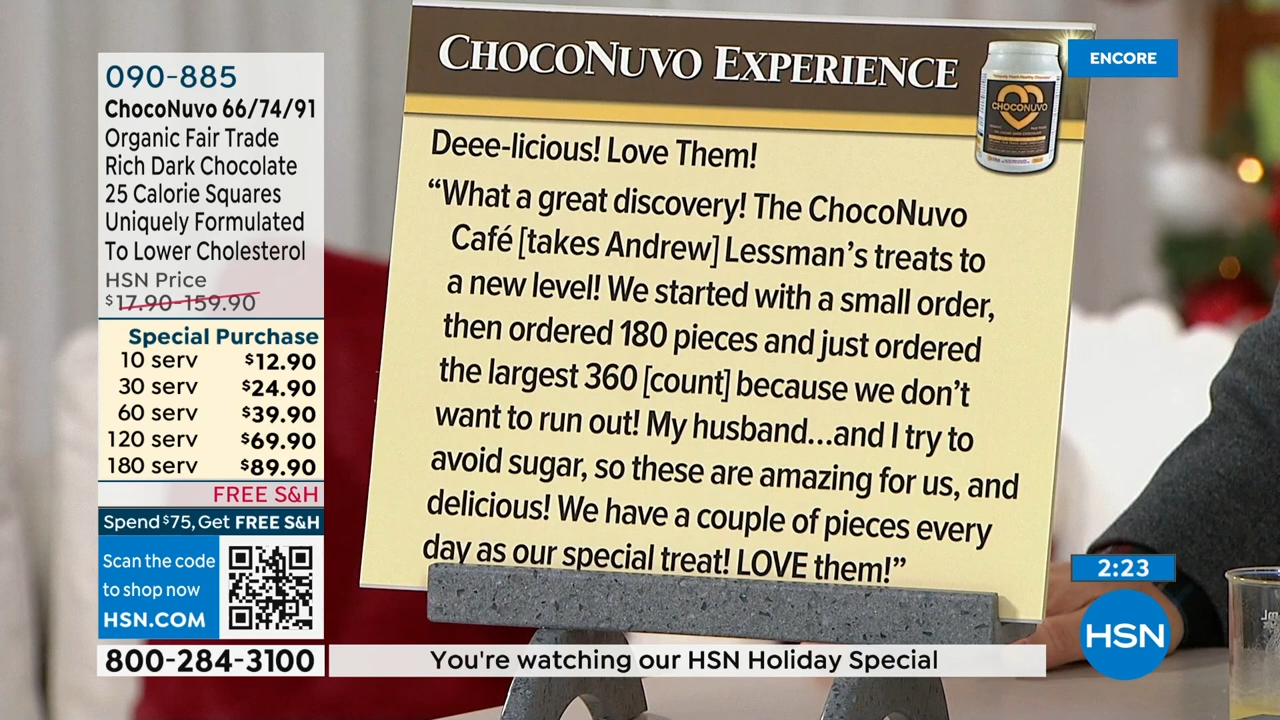 090-885
ChocoNuvo 66/74/91
Organic Fair Trade
Rich Dark Chocolate
25 Calorie Squares
Uniquely Formulated
To Lower Cholesterol
HSN Price
$17.90-159.90
Special Purchase
10 serv $12.90
30 serv $24.90
60 serv $39.90
120 serv $69.90
180 serv $89.90
FREE S&H
Spend $75, Get FREE S&H
Scan the code
to shop now
HSN.COM
800-284-3100
CHOCONUVO EXPERIENCE
CHOCONUVO
Deee-licious! Love Them!
“What a great discovery! The ChocoNuvo
Café [takes Andrew] Lessman’s treats to
a new level! We started with a small order,
then ordered 180 pieces and just ordered
the largest 360 [count] because we don’t
want to run out! My husband...and I try to
avoid sugar, so these are amazing for us, and
delicious! We have a couple of pieces every
day as our special treat! LOVE them!”
ENCORE
2:23
HSN
mL
You're watching our HSN Holiday Special